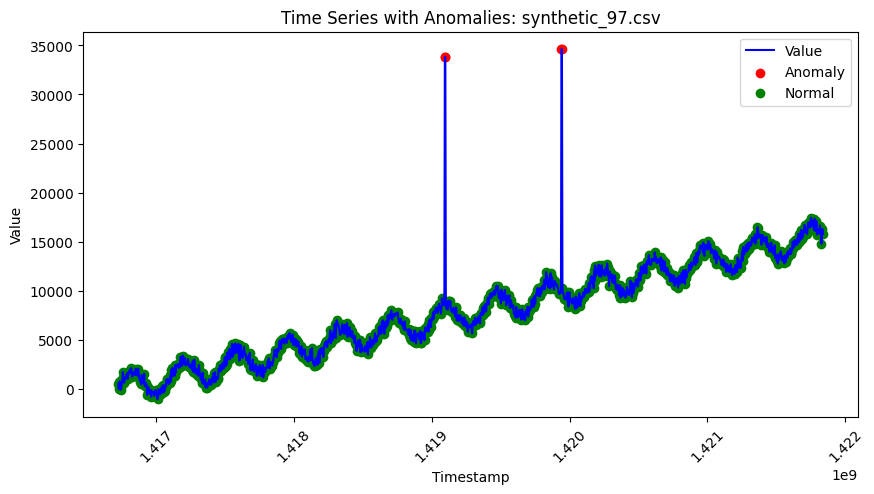 Time Series with Anomalies: synthetic_97.csv
Value
Anomaly
Normal
35000
30000
25000
20000
15000
10000
5000
0
Value
1.417
1.418
1.419
1.420
1.421
1.422
1e9
Timestamp